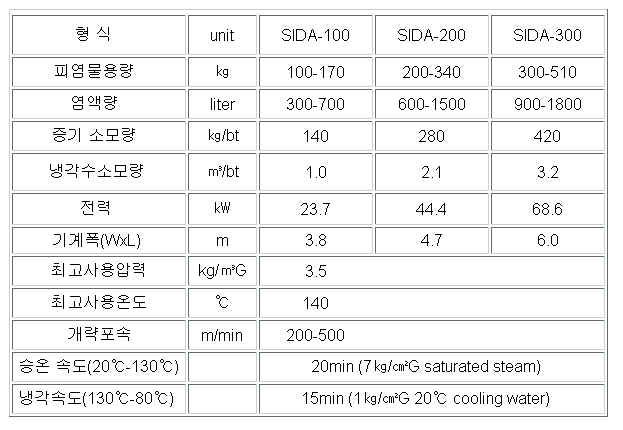 형 식 unit SIDA-100 SIDA-200 SIDA-300
피염물용량 ㎏ 100-170 200-340 300-510
염액량 liter 300-700 600-1500 900-1800
증기 소모량 ㎏/bt 140 280 420
냉각수소모량 ㎥/bt 1.0 2.1 3.2
전력 ㎾ 23.7 44.4 68.6
기계폭(WxL) m 3.8 4.7 6.0
최고사용압력 kg/㎥G 3.5
최고사용온도 ℃ 140
개략포속 m/min 200-500
승온 속도(20℃-130℃) 20min (7㎏/㎠G saturated steam)
냉각속도(130℃-80℃) 15min (1㎏/㎠G 20℃ cooling water)